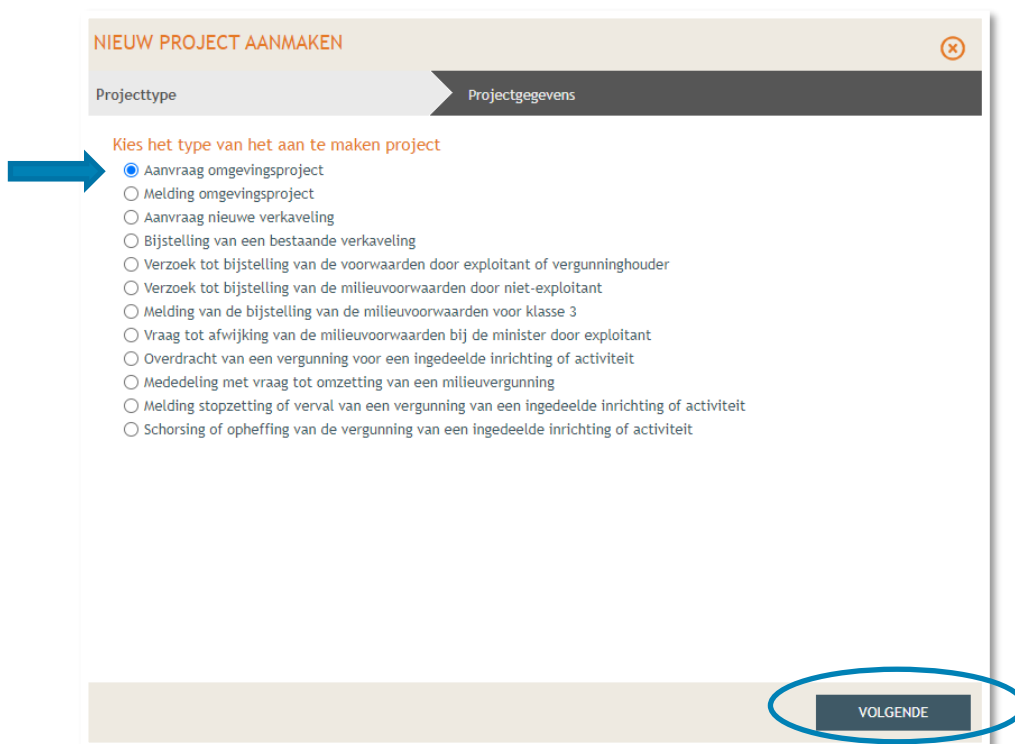 NIEUW PROJECT AANMAKEN
Projecttype
Projectgegevens
Kies het type van het aan te maken project
Aanvraag omgevingsproject
Melding omgevingsproject
Aanvraag nieuwe verkaveling
Bijstelling van een bestaande verkaveling
Verzoek tot bijstelling van de voorwaarden door exploitant of vergunninghouder
Verzoek tot bijstelling van de milieuvoorwaarden door niet-exploitant
Melding van de bijstelling van de milieuvoorwaarden voor klasse 3
Vraag tot afwijking van de milieuvoorwaarden bij de minister door exploitant
Overdracht van een vergunning voor een ingedeelde inrichting of activiteit
Mededeling met vraag tot omzetting van een milieuvergunning
Melding stopzetting of verval van een vergunning van een ingedeelde inrichting of activiteit
Schorsing of opheffing van de vergunning van een ingedeelde inrichting of activiteit
VOLGENDE